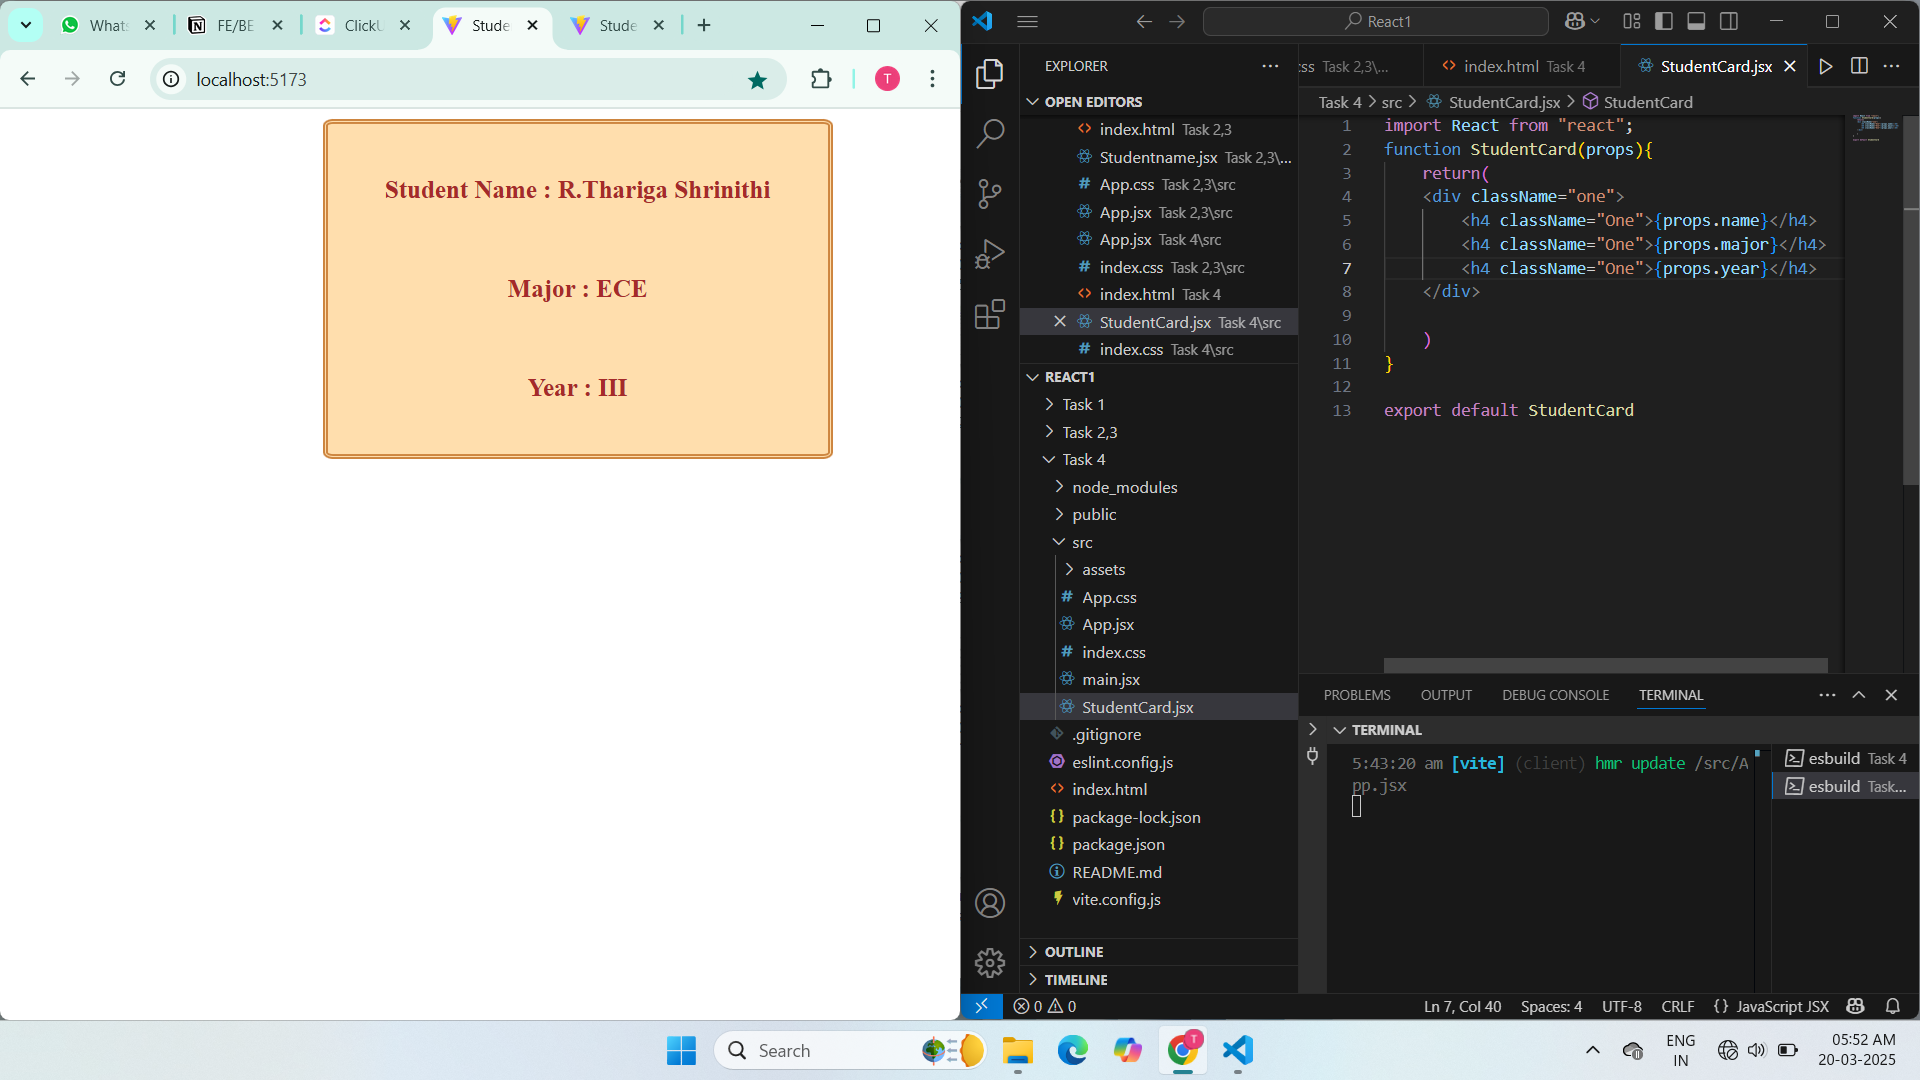 What
FE/BE
Click
Stude
Stude
localhost:5173
T
Student Name : R.Thariga Shrinithi
Major : ECE
Year : III
React1
EXPLORER
OPEN EDITORS
index.html Task 2,3
Studentname.jsx Task 2,3\...
App.css Task 2,3\src
App.jsx Task 2,3\src
App.jsx Task 4\src
index.css Task 2,3\src
index.html Task 4
StudentCard.jsx Task 4\src
index.css Task 4\src
REACT1
Task 1
Task 2,3
Task 4
node_modules
public
src
assets
App.css
App.jsx
index.css
main.jsx
StudentCard.jsx
.gitignore
eslint.config.js
index.html
package-lock.json
package.json
README.md
vite.config.js
OUTLINE
TIMELINE
ss Task 2,3\...
index.html Task 4
StudentCard.jsx
Task 4 > src > StudentCard.jsx > StudentCard
1 import React from "react";
2 function StudentCard(props){
3 return(
4 <div className="one">
5 <h4 className="One">{props.name}</h4>
6 <h4 className="One">{props.major}</h4>
7 <h4 className="One">{props.year}</h4>
8 </div>
9
10 )
11 }
12
13 export default StudentCard
PROBLEMS OUTPUT DEBUG CONSOLE TERMINAL
TERMINAL
5:43:20 am [vite] (client) hmr update /src/A
pp.jsx
esbuild Task 4
esbuild Task...
0 0
Ln 7, Col 40 Spaces: 4 UTF-8 CRLF {} JavaScript JSX
Search
T
ENG
IN
05:52 AM
20-03-2025